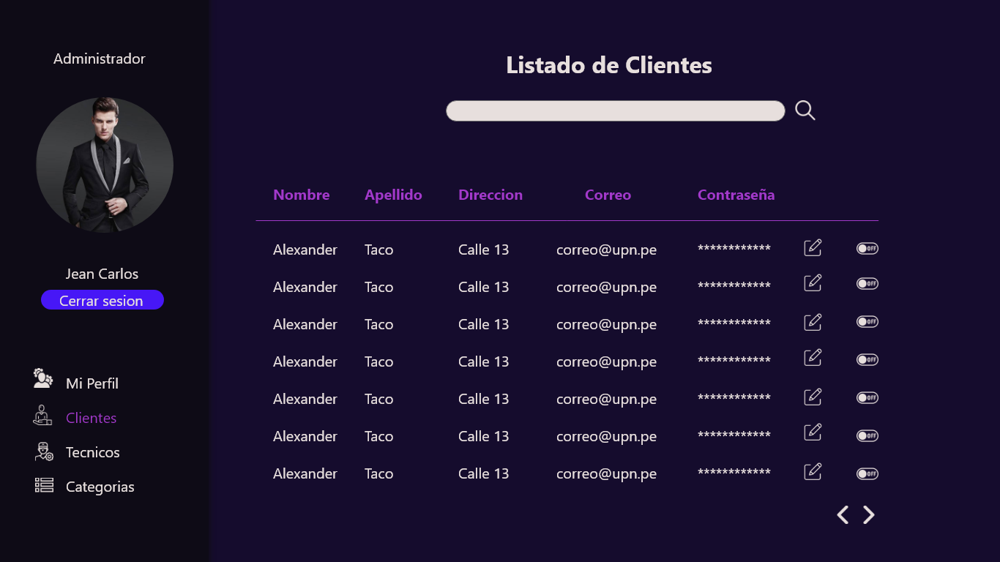 Administrador
Jean Carlos
Cerrar sesion
Mi Perfil
Clientes
Tecnicos
Categorias
Listado de Clientes
Nombre Apellido Direccion Correo Contraseña
Alexander Taco Calle 13 correo@upn.pe ************ OFF
Alexander Taco Calle 13 correo@upn.pe ************ OFF
Alexander Taco Calle 13 correo@upn.pe ************ OFF
Alexander Taco Calle 13 correo@upn.pe ************ OFF
Alexander Taco Calle 13 correo@upn.pe ************ OFF
Alexander Taco Calle 13 correo@upn.pe ************ OFF
Alexander Taco Calle 13 correo@upn.pe ************ OFF